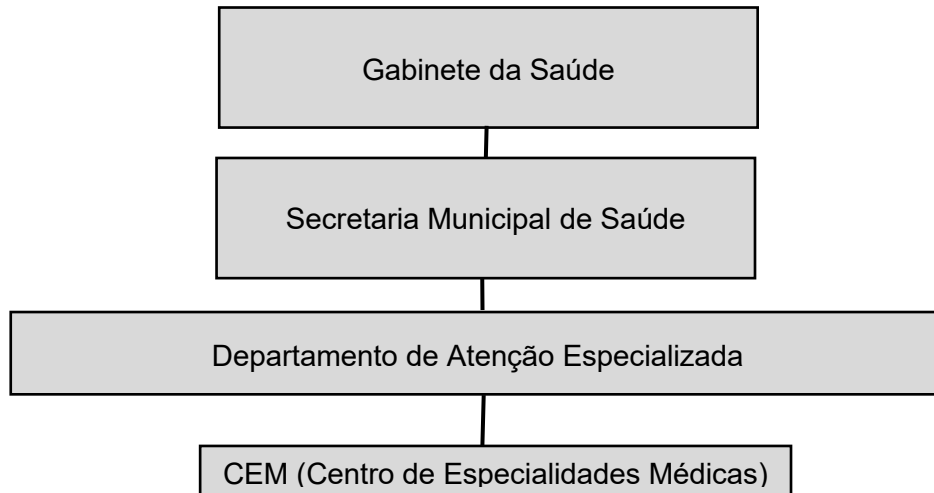 Gabinete da Saúde
Secretaria Municipal de Saúde
Departamento de Atenção Especializada
CEM (Centro de Especialidades Médicas)